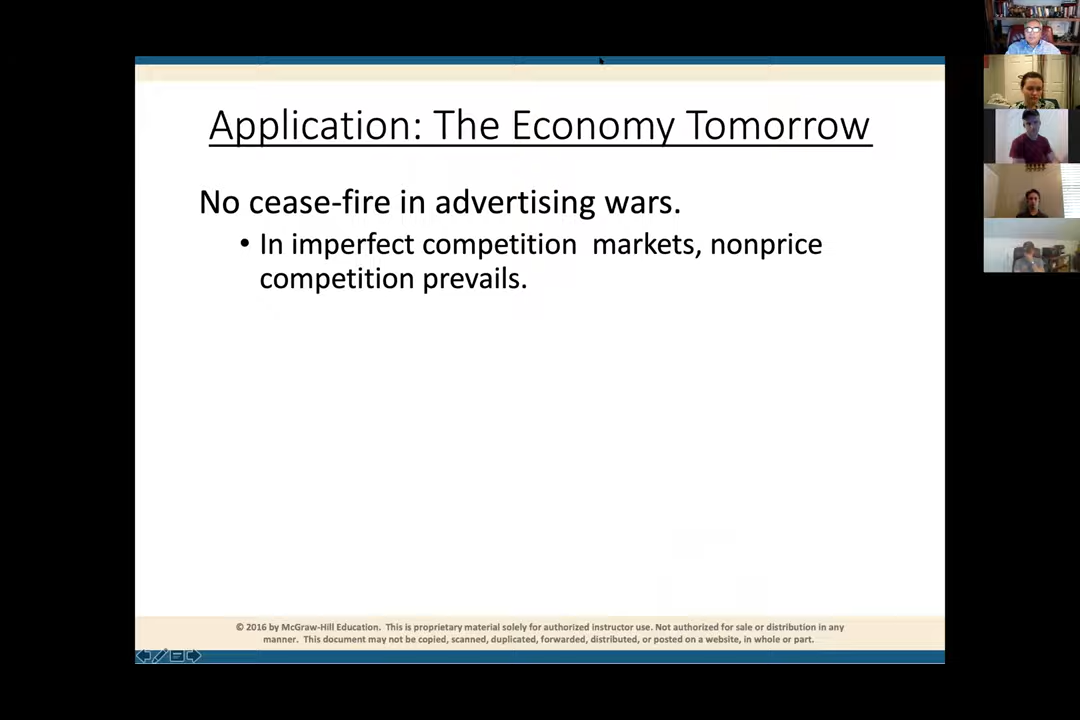 Application: The Economy Tomorrow
No cease-fire in advertising wars.
• In imperfect competition  markets, nonprice
competition prevails.
© 2016 by McGraw-Hill Education.  This is proprietary material solely for authorized instructor use. Not authorized for sale or distribution in any
manner.  This document may not be copied, scanned, duplicated, forwarded, distributed, or posted on a website, in whole or part.